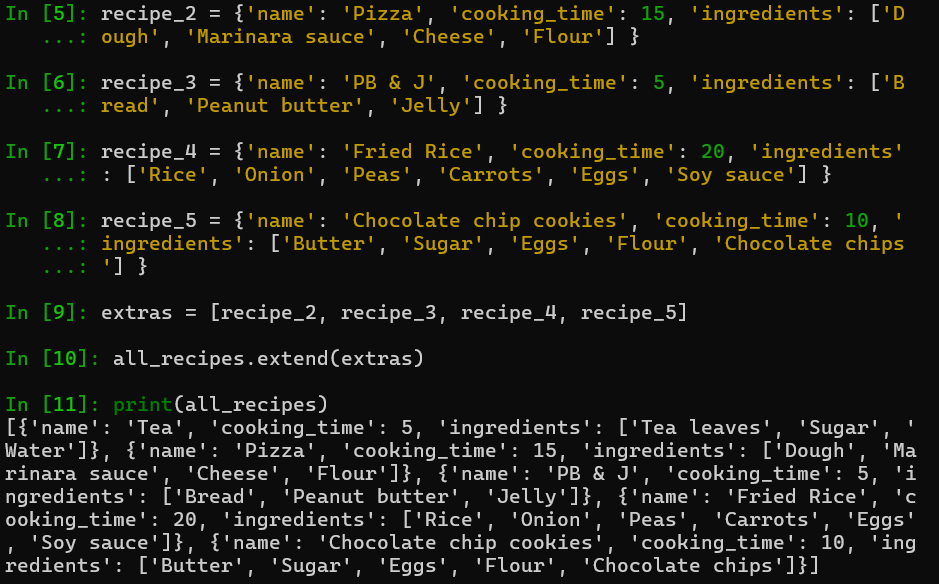 In [5]: recipe_2 = {'name': 'Pizza', 'cooking_time': 15, 'ingredients': ['D
   ...: ough', 'Marinara sauce', 'Cheese', 'Flour'] }
In [6]: recipe_3 = {'name': 'PB & J', 'cooking_time': 5, 'ingredients': ['B
   ...: read', 'Peanut butter', 'Jelly'] }
In [7]: recipe_4 = {'name': 'Fried Rice', 'cooking_time': 20, 'ingredients'
   ...: : ['Rice', 'Onion', 'Peas', 'Carrots', 'Eggs', 'Soy sauce'] }
In [8]: recipe_5 = {'name': 'Chocolate chip cookies', 'cooking_time': 10, '
   ...: ingredients': ['Butter', 'Sugar', 'Eggs', 'Flour', 'Chocolate chips
   ...: '] }
In [9]: extras = [recipe_2, recipe_3, recipe_4, recipe_5]
In [10]: all_recipes.extend(extras)
In [11]: print(all_recipes)
[{'name': 'Tea', 'cooking_time': 5, 'ingredients': ['Tea leaves', 'Sugar', '
Water']}, {'name': 'Pizza', 'cooking_time': 15, 'ingredients': ['Dough', 'Ma
rinara sauce', 'Cheese', 'Flour']}, {'name': 'PB & J', 'cooking_time': 5, 'i
ngredients': ['Bread', 'Peanut butter', 'Jelly']}, {'name': 'Fried Rice', 'c
ooking_time': 20, 'ingredients': ['Rice', 'Onion', 'Peas', 'Carrots', 'Eggs'
, 'Soy sauce']}, {'name': 'Chocolate chip cookies', 'cooking_time': 10, 'ing
redients': ['Butter', 'Sugar', 'Eggs', 'Flour', 'Chocolate chips']}]